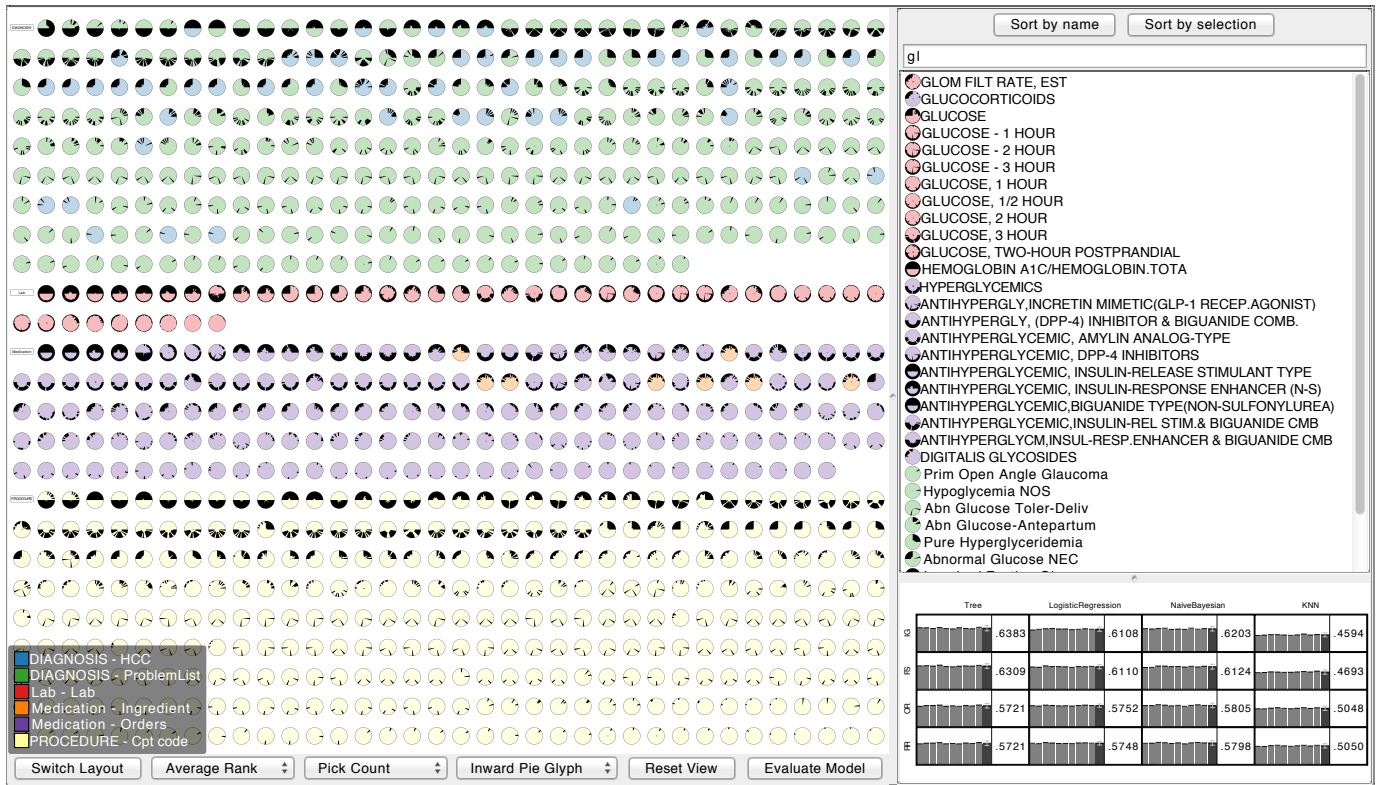 DIAGNOSIS
Lab
Medication
PROCEDURE
DIAGNOSIS - HCC
DIAGNOSIS - ProblemList
Lab - Lab
Medication - Ingredient
Medication - Orders
PROCEDURE - Cpt code
Switch Layout
Average Rank
Pick Count
Inward Pie Glyph
Reset View
Evaluate Model
Sort by name
Sort by selection
gl
GLOM FILT RATE, EST
GLUCOCORTICOIDS
GLUCOSE
GLUCOSE - 1 HOUR
GLUCOSE - 2 HOUR
GLUCOSE - 3 HOUR
GLUCOSE, 1 HOUR
GLUCOSE, 1/2 HOUR
GLUCOSE, 2 HOUR
GLUCOSE, 3 HOUR
GLUCOSE, TWO-HOUR POSTPRANDIAL
HEMOGLOBIN A1C/HEMOGLOBIN.TOTA
HYPERGLYCEMICS
ANTIHYPERGLY,INCRETIN MIMETIC(GLP-1 RECEP.AGONIST)
ANTIHYPERGLY, (DPP-4) INHIBITOR & BIGUANIDE COMB.
ANTIHYPERGLYCEMIC, AMYLIN ANALOG-TYPE
ANTIHYPERGLYCEMIC, DPP-4 INHIBITORS
ANTIHYPERGLYCEMIC, INSULIN-RELEASE STIMULANT TYPE
ANTIHYPERGLYCEMIC, INSULIN-RESPONSE ENHANCER (N-S)
ANTIHYPERGLYCEMIC,BIGUANIDE TYPE(NON-SULFONYLUREA)
ANTIHYPERGLYCEMIC,INSULIN-REL STIM.& BIGUANIDE CMB
ANTIHYPERGLYCM,INSUL-RESP.ENHANCER & BIGUANIDE CMB
DIGITALIS GLYCOSIDES
Prim Open Angle Glaucoma
Hypoglycemia NOS
Abn Glucose Toler-Deliv
Abn Glucose-Antepartum
Pure Hyperglyceridemia
Abnormal Glucose NEC
Tree LogisticRegression NaiveBayesian KNN
IG .6383 .6108 .6203 .4594
FS .6309 .6110 .6124 .4693
OR .5721 .5752 .5805 .5048
RR .5721 .5748 .5798 .5050